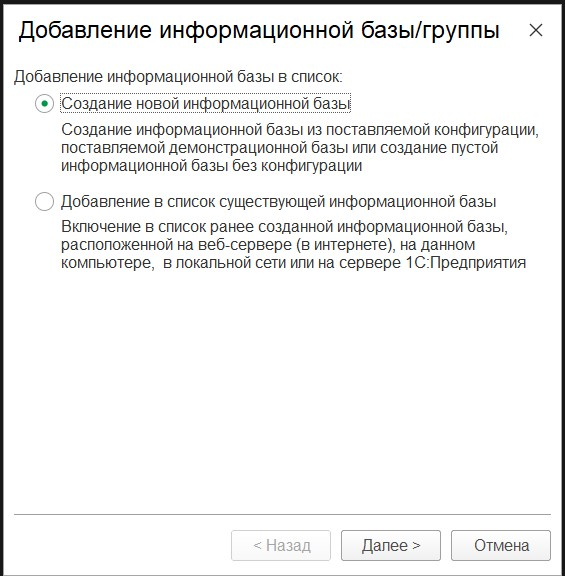 Добавление информационной базы/группы
Добавление информационной базы в список:
Создание новой информационной базы
Создание информационной базы из поставляемой конфигурации,
поставляемой демонстрационной базы или создание пустой
информационной базы без конфигурации
Добавление в список существующей информационной базы
Включение в список ранее созданной информационной базы,
расположенной на веб-сервере (в интернете), на данном
компьютере,  в локальной сети или на сервере 1С:Предприятия
< Назад Далее > Отмена